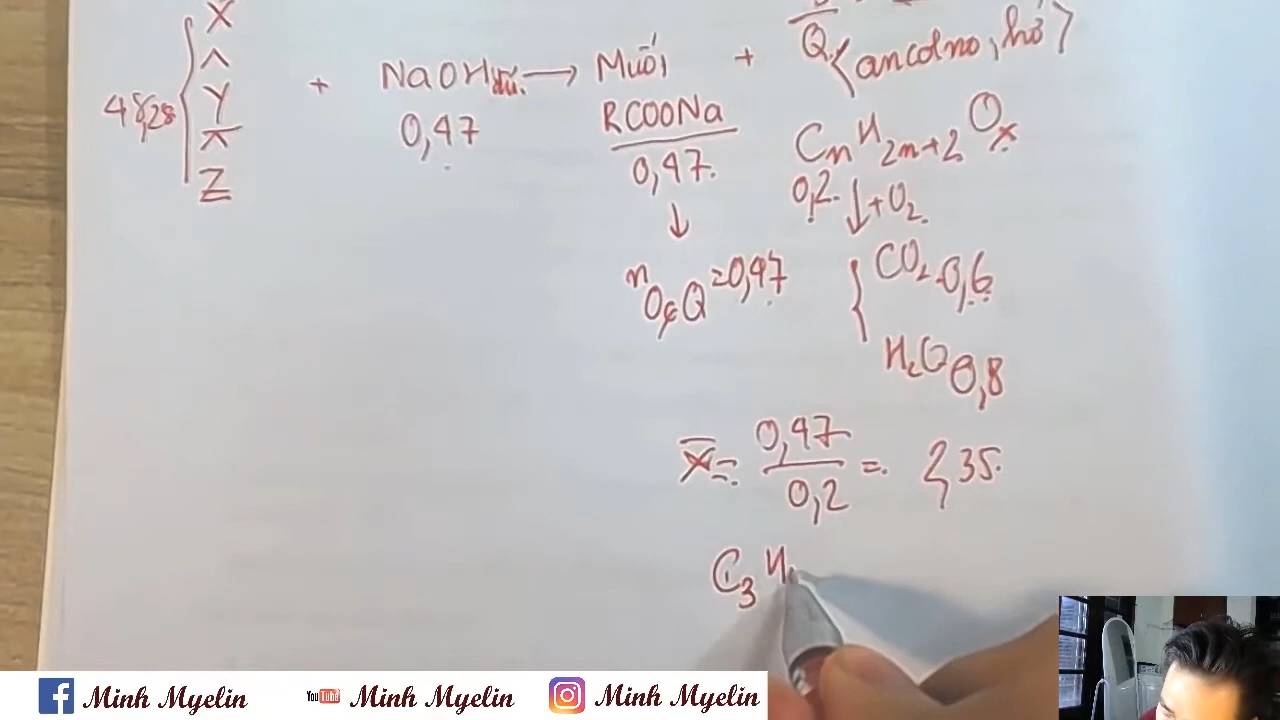 X
^
Y
^
Z
48,28
+ NaOH dư. → Muối + Q < ancol no, hở >
0,47
RCOONa
0,47.
CnH2n+2Ox
0,2. ↓ +O2.
↓
nO∈Q = 0,47
{ CO2 0,6
H2O 0,8
x̄ = 0,47 / 0,2 = 2,35.
C3H
Minh Myelin
YouTube Minh Myelin
Minh Myelin